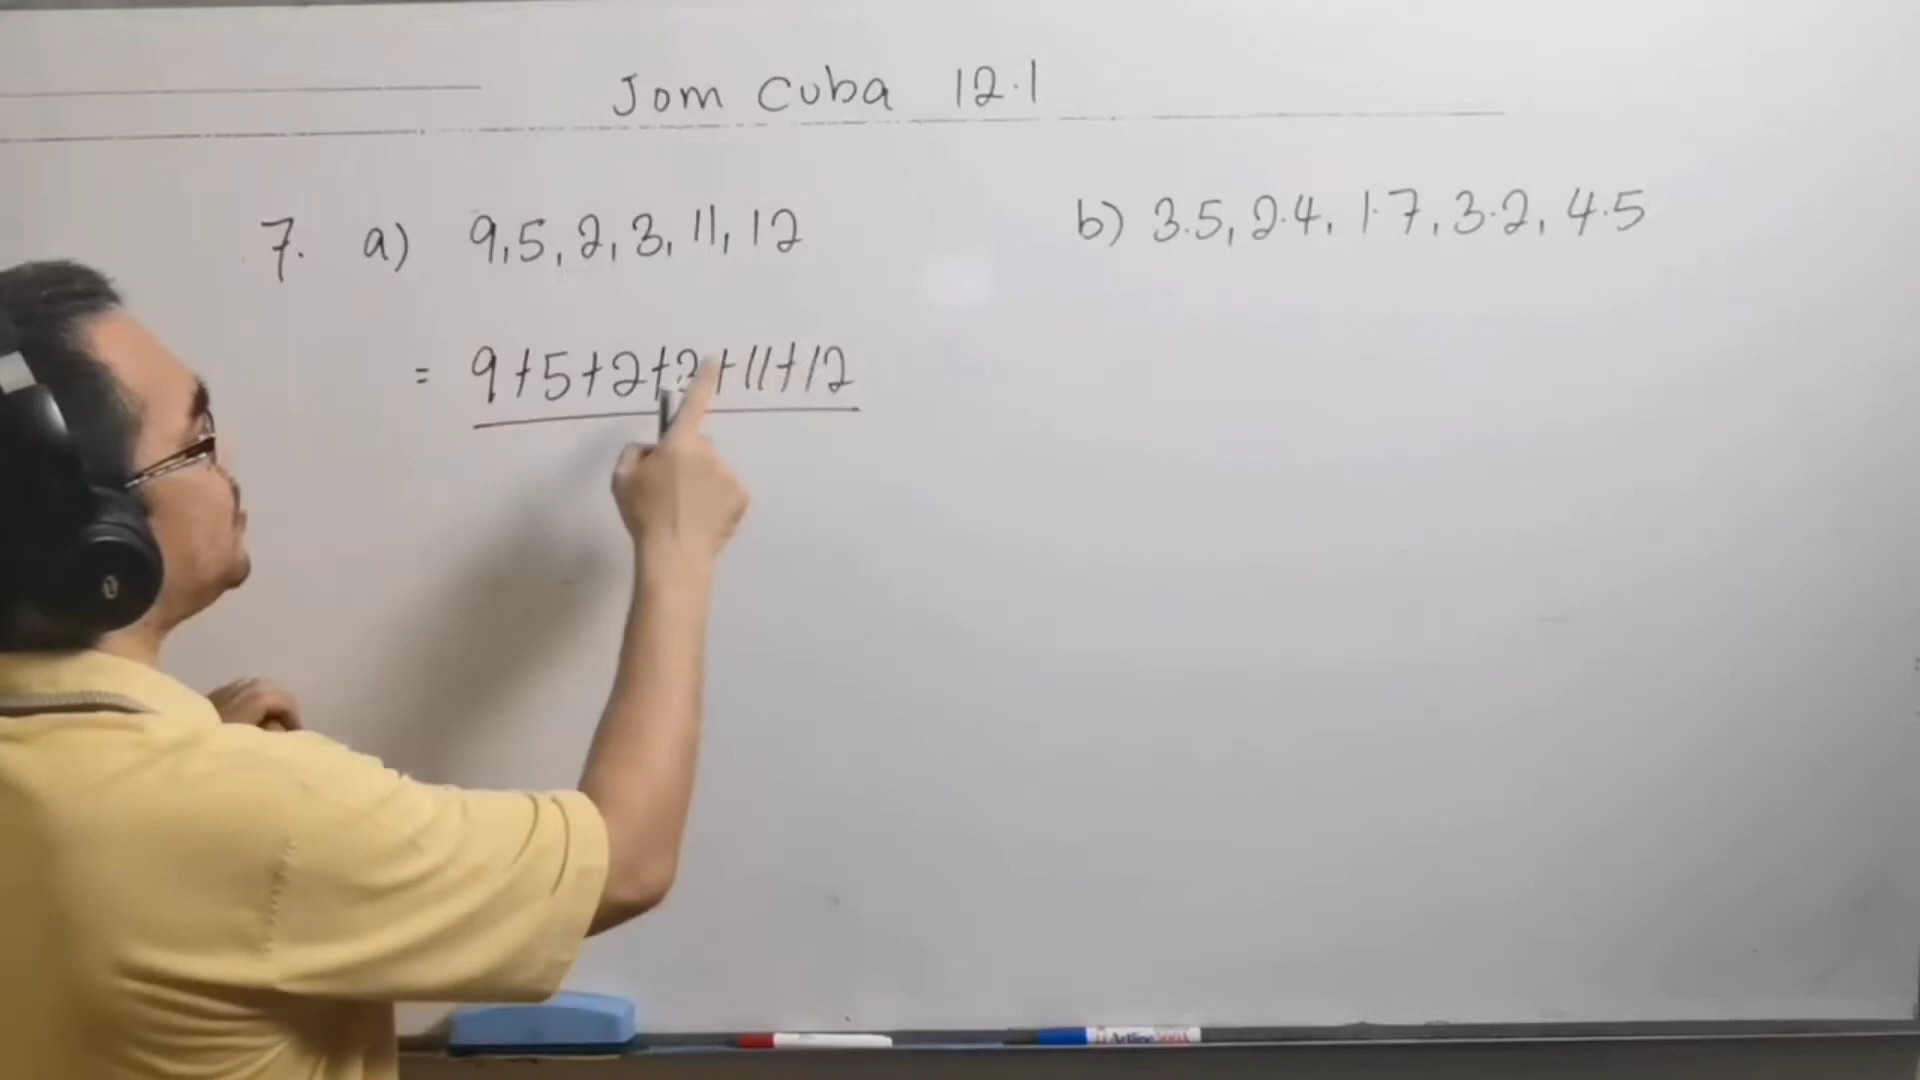 Jom Cuba 12.1
7. a) 9, 5, 2, 3, 11, 12
b) 3.5, 2.4, 1.7, 3.2, 4.5
= 9+5+2+3+11+12
Artline